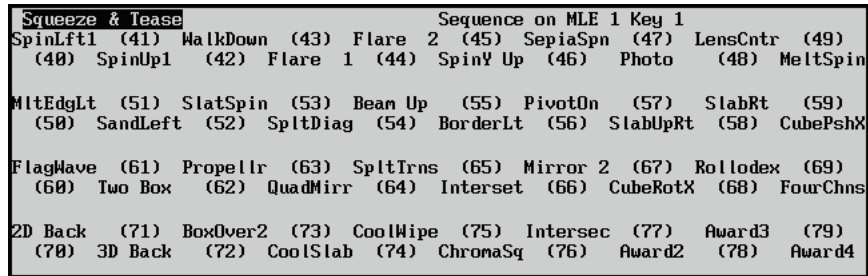 Squeeze & Tease Sequence on MLE 1 Key 1
SpinLft1 (41) WalkDown (43) Flare 2 (45) SepiaSpn (47) LensCntr (49)
(40) SpinUp1 (42) Flare 1 (44) SpinY Up (46) Photo (48) MeltSpin
MltEdgLt (51) SlatSpin (53) Beam Up (55) PivotOn (57) SlabRt (59)
(50) SandLeft (52) SpltDiag (54) BorderLt (56) SlabUpRt (58) CubePshX
FlagWave (61) Propellr (63) SpltTrns (65) Mirror 2 (67) Rollodex (69)
(60) Two Box (62) QuadMirr (64) Interset (66) CubeRotX (68) FourChns
2D Back (71) BoxOver2 (73) CoolWipe (75) Intersec (77) Award3 (79)
(70) 3D Back (72) CoolSlab (74) ChromaSq (76) Award2 (78) Award4